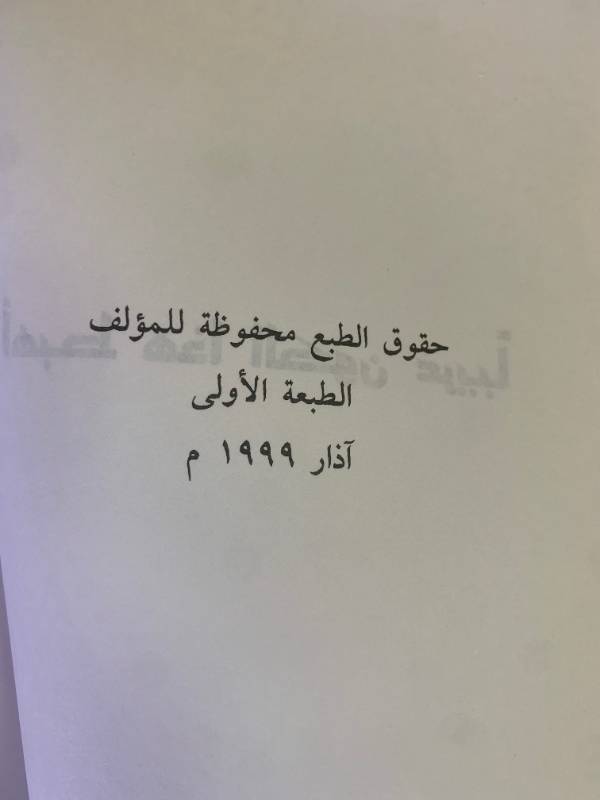 حقوق الطبع محفوظة للمؤلف
الطبعة الأولى
آذار ١٩٩٩ م